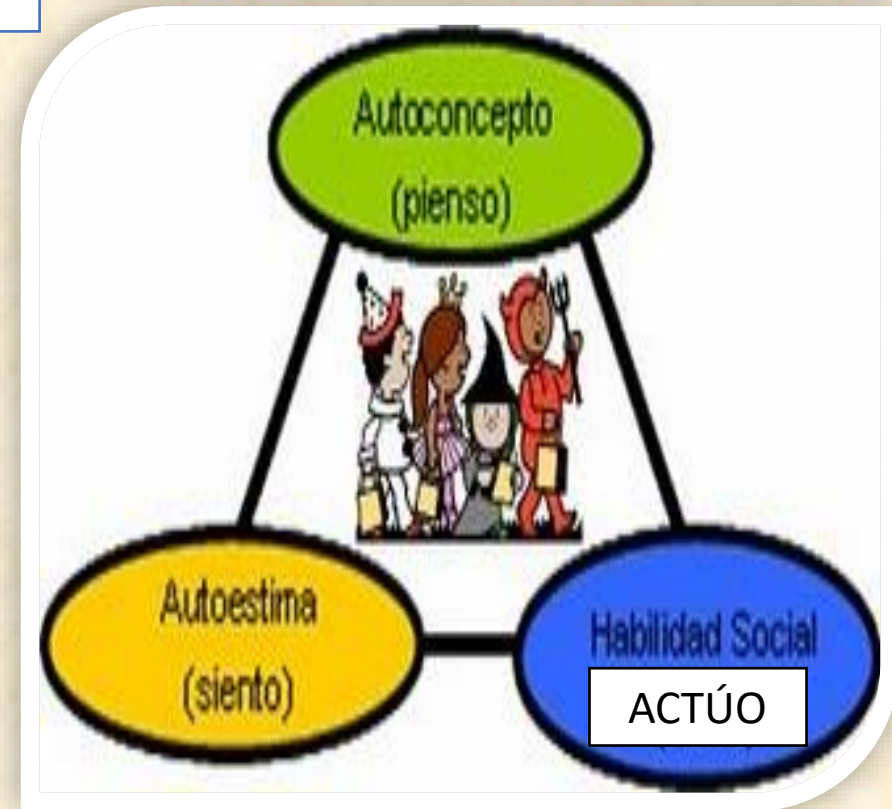 Autoconcepto
(pienso)
Autoestima
(siento)
Habilidad Social
ACTÚO